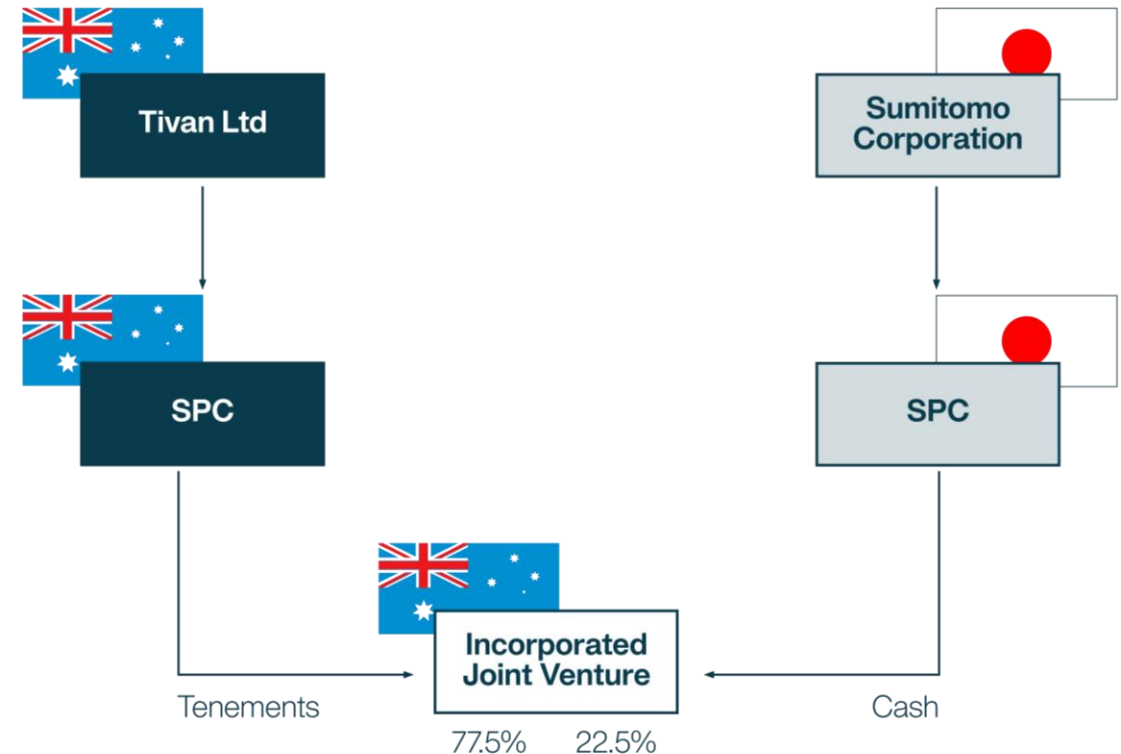 Tivan Ltd
Sumitomo
Corporation
SPC
SPC
Incorporated
Joint Venture
Tenements
Cash
77.5%
22.5%